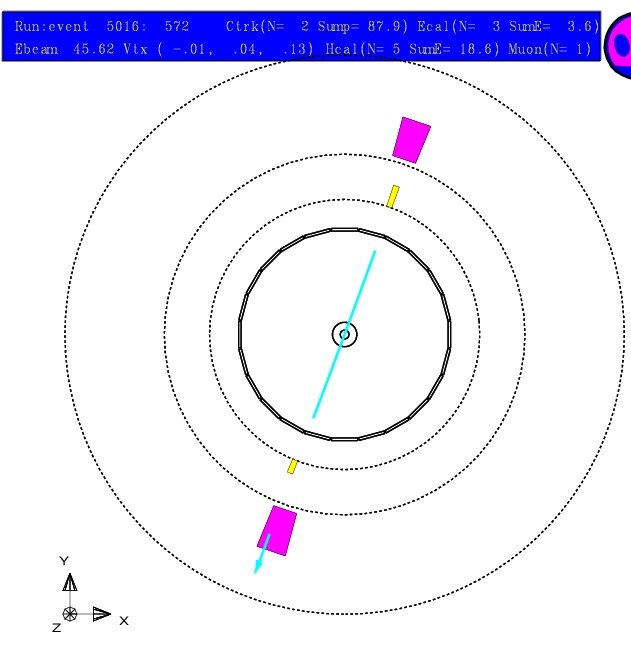 Run:event 5016: 572 Ctrk(N= 2 Sump= 87.9) Ecal(N= 3 SumE= 3.6)
Ebeam 45.62 Vtx ( -.01, .04, .13) Hcal(N= 5 SumE= 18.6) Muon(N= 1)
Y
X
Z